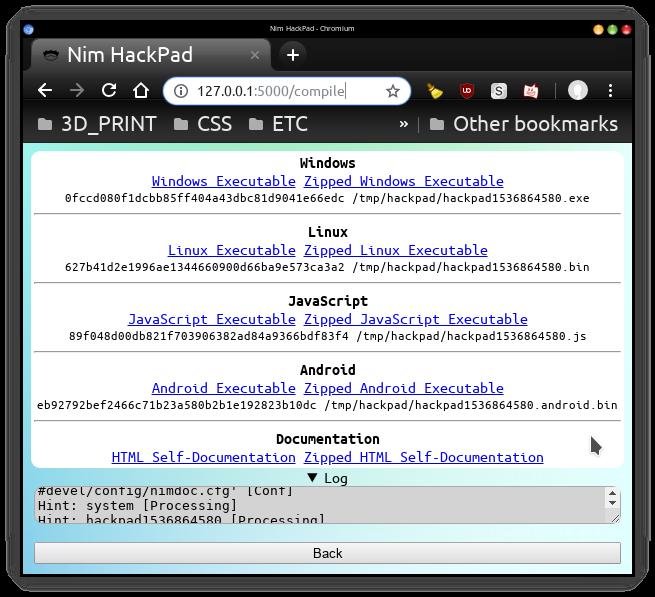 Nim HackPad - Chromium
Nim HackPad
127.0.0.1:5000/compile
3D_PRINT CSS ETC » Other bookmarks
Windows
Windows Executable Zipped Windows Executable
0fccd080f1dcbb85ff404a43dbc81d9041e66edc /tmp/hackpad/hackpad1536864580.exe
Linux
Linux Executable Zipped Linux Executable
627b41d2e1996ae1344660900d66ba9e573ca3a2 /tmp/hackpad/hackpad1536864580.bin
JavaScript
JavaScript Executable Zipped JavaScript Executable
89f048d00db821f703906382ad84a9366bdf83f4 /tmp/hackpad/hackpad1536864580.js
Android
Android Executable Zipped Android Executable
eb92792bef2466c71b23a580b2b1e192823b10dc /tmp/hackpad/hackpad1536864580.android.bin
Documentation
HTML Self-Documentation Zipped HTML Self-Documentation
▼ Log
#devel/config/nimdoc.cfg' [Conf]
Hint: system [Processing]
Hint: hackpad1536864580 [Processing]
Back